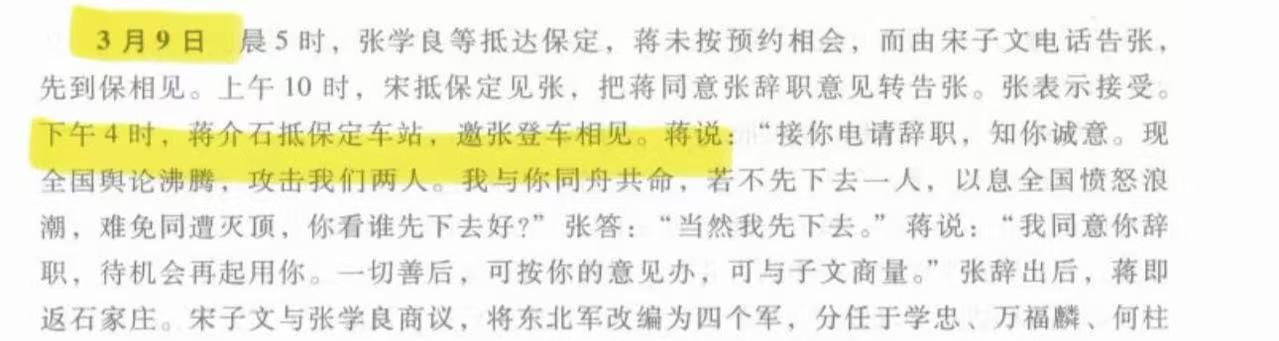 3月9日 晨5时，张学良等抵达保定，蒋未按预约相会，而由宋子文电话告张，
先到保相见。上午10时，宋抵保定见张，把蒋同意张辞职意见转告张。张表示接受。
下午4时，蒋介石抵保定车站，邀张登车相见。蒋说：“接你电请辞职，知你诚意。现
全国舆论沸腾，攻击我们两人。我与你同舟共命，若不先下去一人，以息全国愤怒浪
潮，难免同遭灭顶，你看谁先下去好？”张答：“当然我先下去。”蒋说：“我同意你辞
职，待机会再起用你。一切善后，可按你的意见办，可与子文商量。”张辞出后，蒋即
返石家庄。宋子文与张学良商议，将东北军改编为四个军，分任于学忠、万福麟、何柱